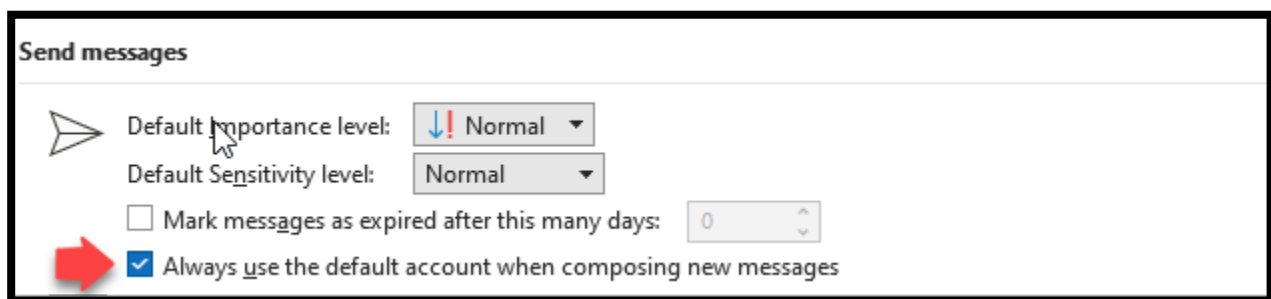 Send messages
Default Importance level: Normal
Default Sensitivity level: Normal
Mark messages as expired after this many days: 0
Always use the default account when composing new messages